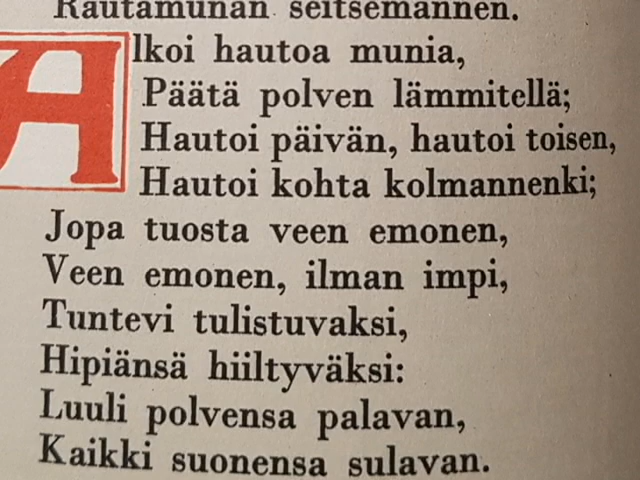 Rautamunan seitsemännen.
Alkoi hautoa munia,
Päätä polven lämmitellä;
Hautoi päivän, hautoi toisen,
Hautoi kohta kolmannenki;
Jopa tuosta veen emonen,
Veen emonen, ilman impi,
Tuntevi tulistuvaksi,
Hipiänsä hiiltyväksi:
Luuli polvensa palavan,
Kaikki suonensa sulavan.